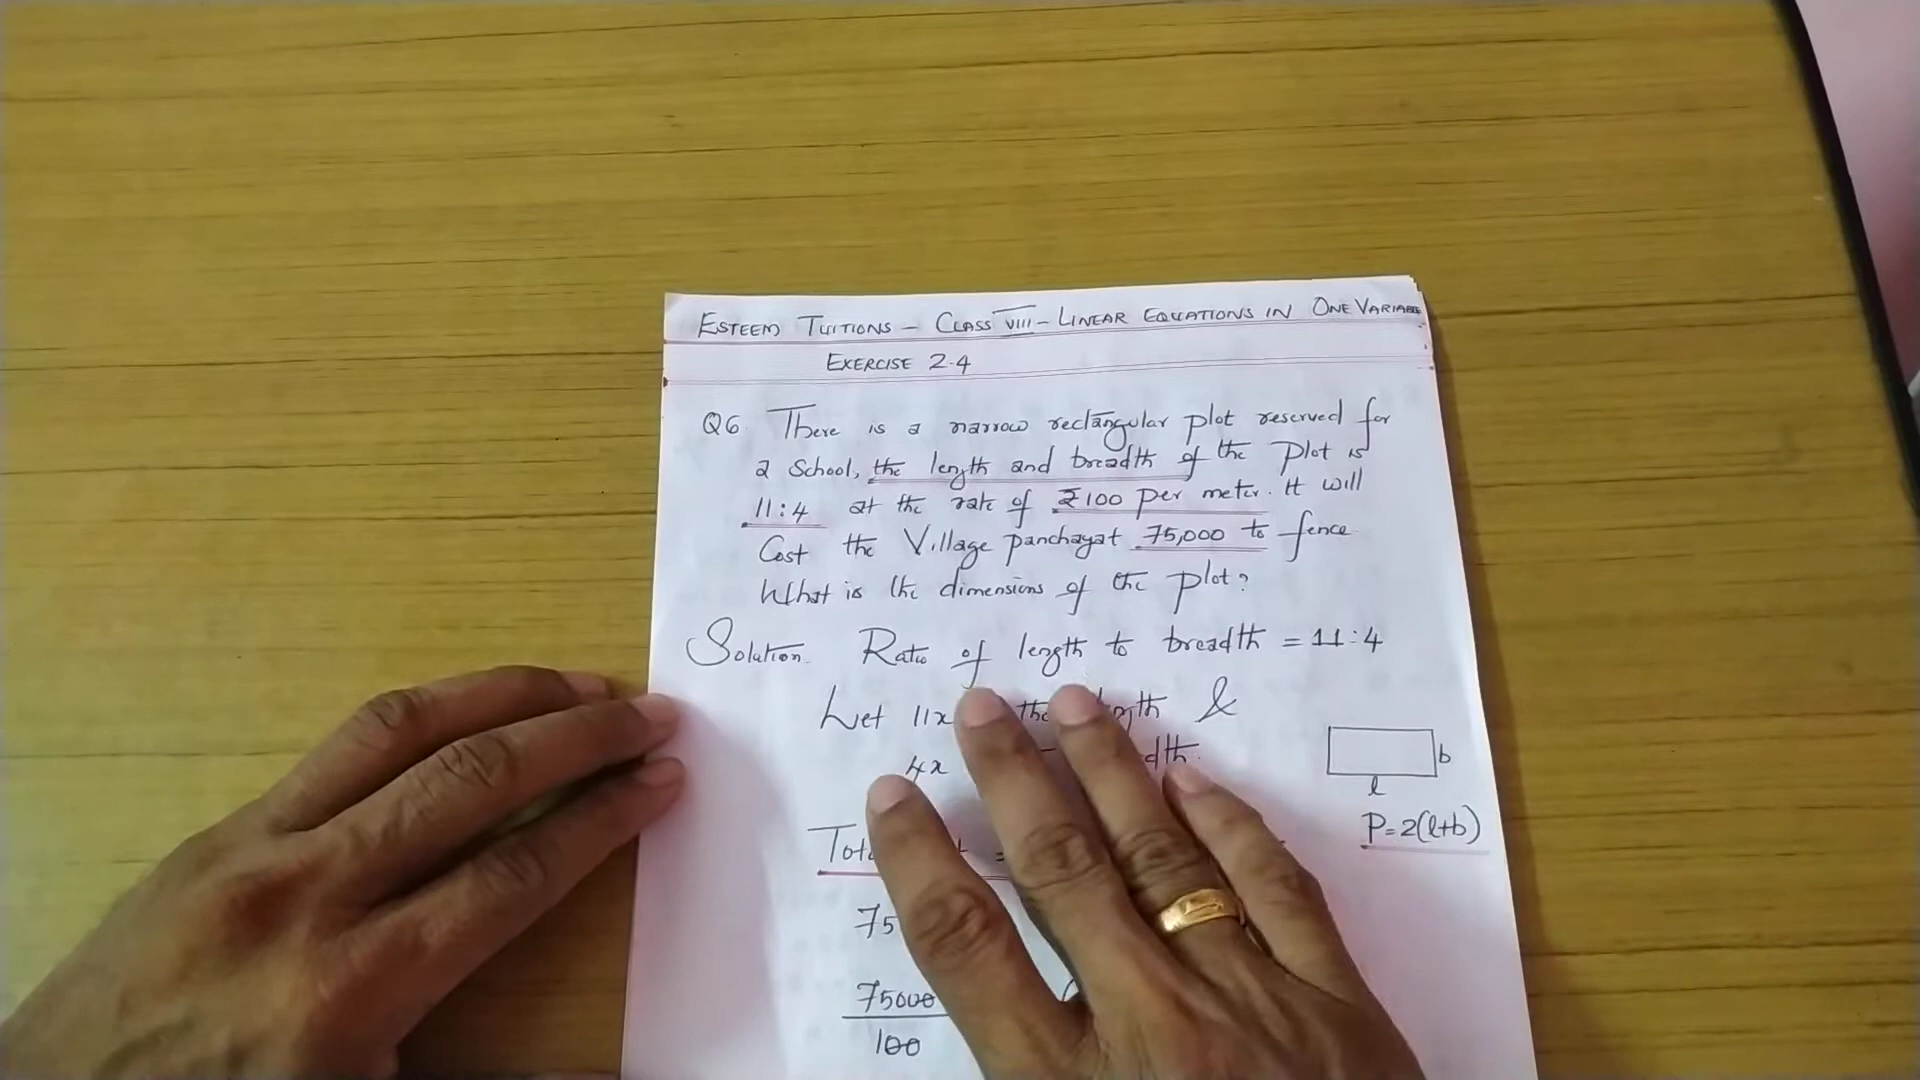 ESTEEM TUITIONS - CLASS VIII - LINEAR EQUATIONS IN ONE VARIABLE
EXERCISE 2.4
Q6. There is a narrow rectangular plot reserved for
a School, the length and breadth of the Plot is
11:4 at the rate of ₹100 per meter. It will
Cost the Village panchayat 75,000 to fence
What is the dimensions of the plot?
Solution. Ratio of length to breadth = 11:4
Let 11x the &
4x
b
l
P=2(l+b)
75000
100